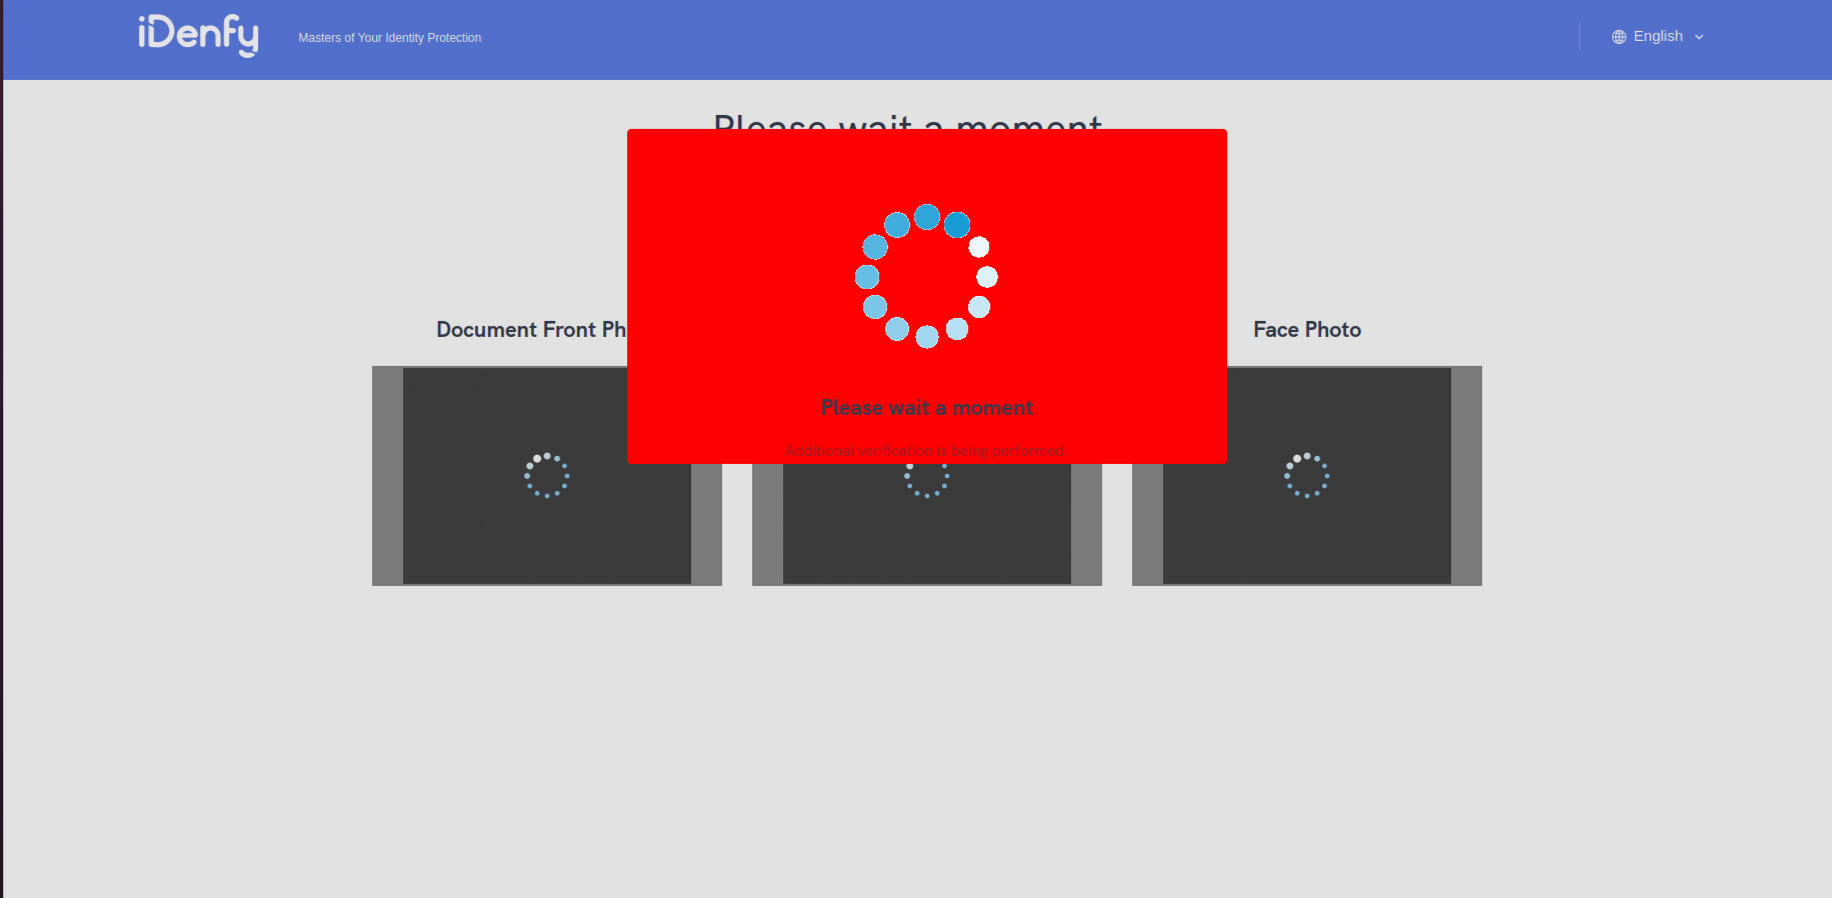 iDenfy
Masters of Your Identity Protection
English
Please wait a moment
Document Front Ph
Face Photo
Please wait a moment
Additional verification is being performed.